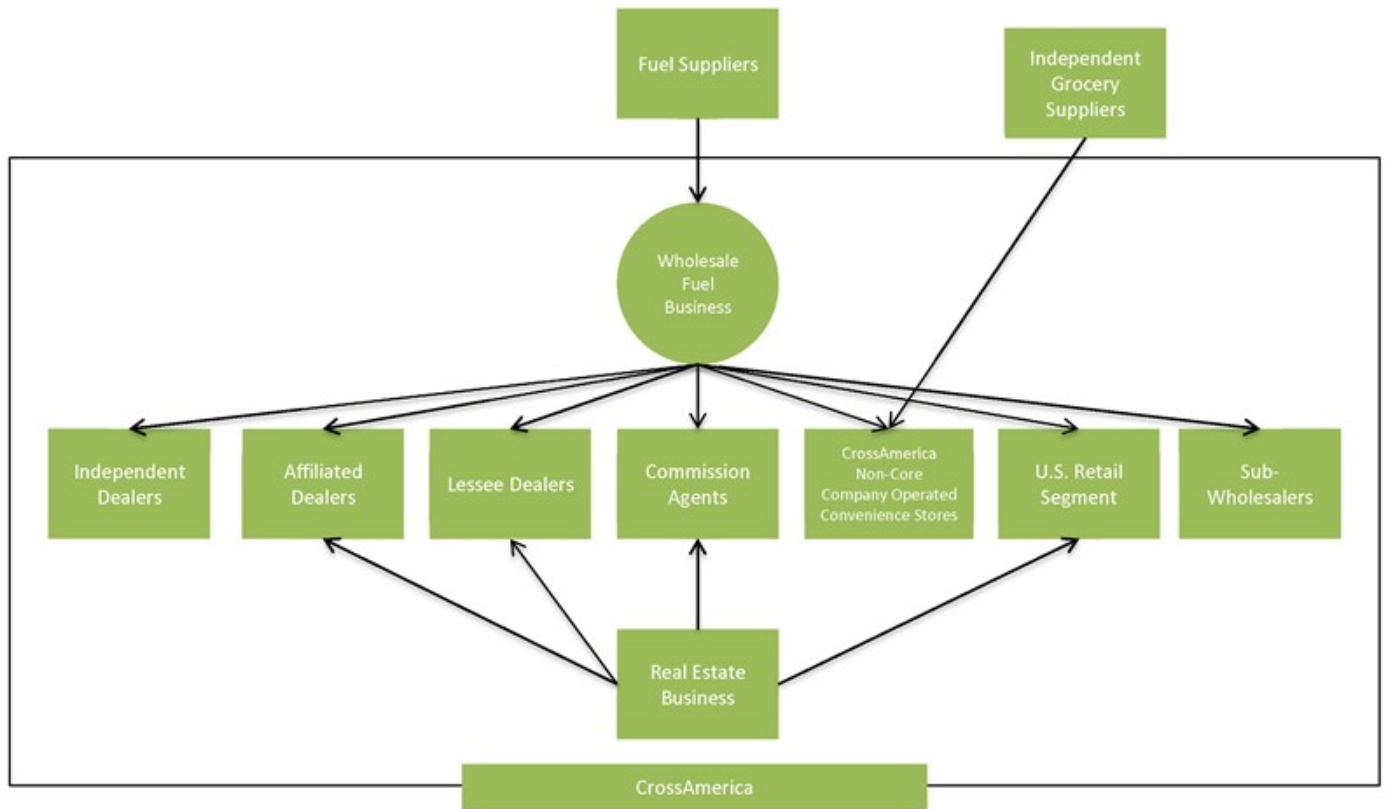 Fuel Suppliers
Independent
Grocery
Suppliers
Wholesale
Fuel
Business
Independent
Dealers
Affiliated
Dealers
Lessee Dealers
Commission
Agents
CrossAmerica
Non-Core
Company Operated
Convenience Stores
U.S. Retail
Segment
Sub-
Wholesalers
Real Estate
Business
CrossAmerica